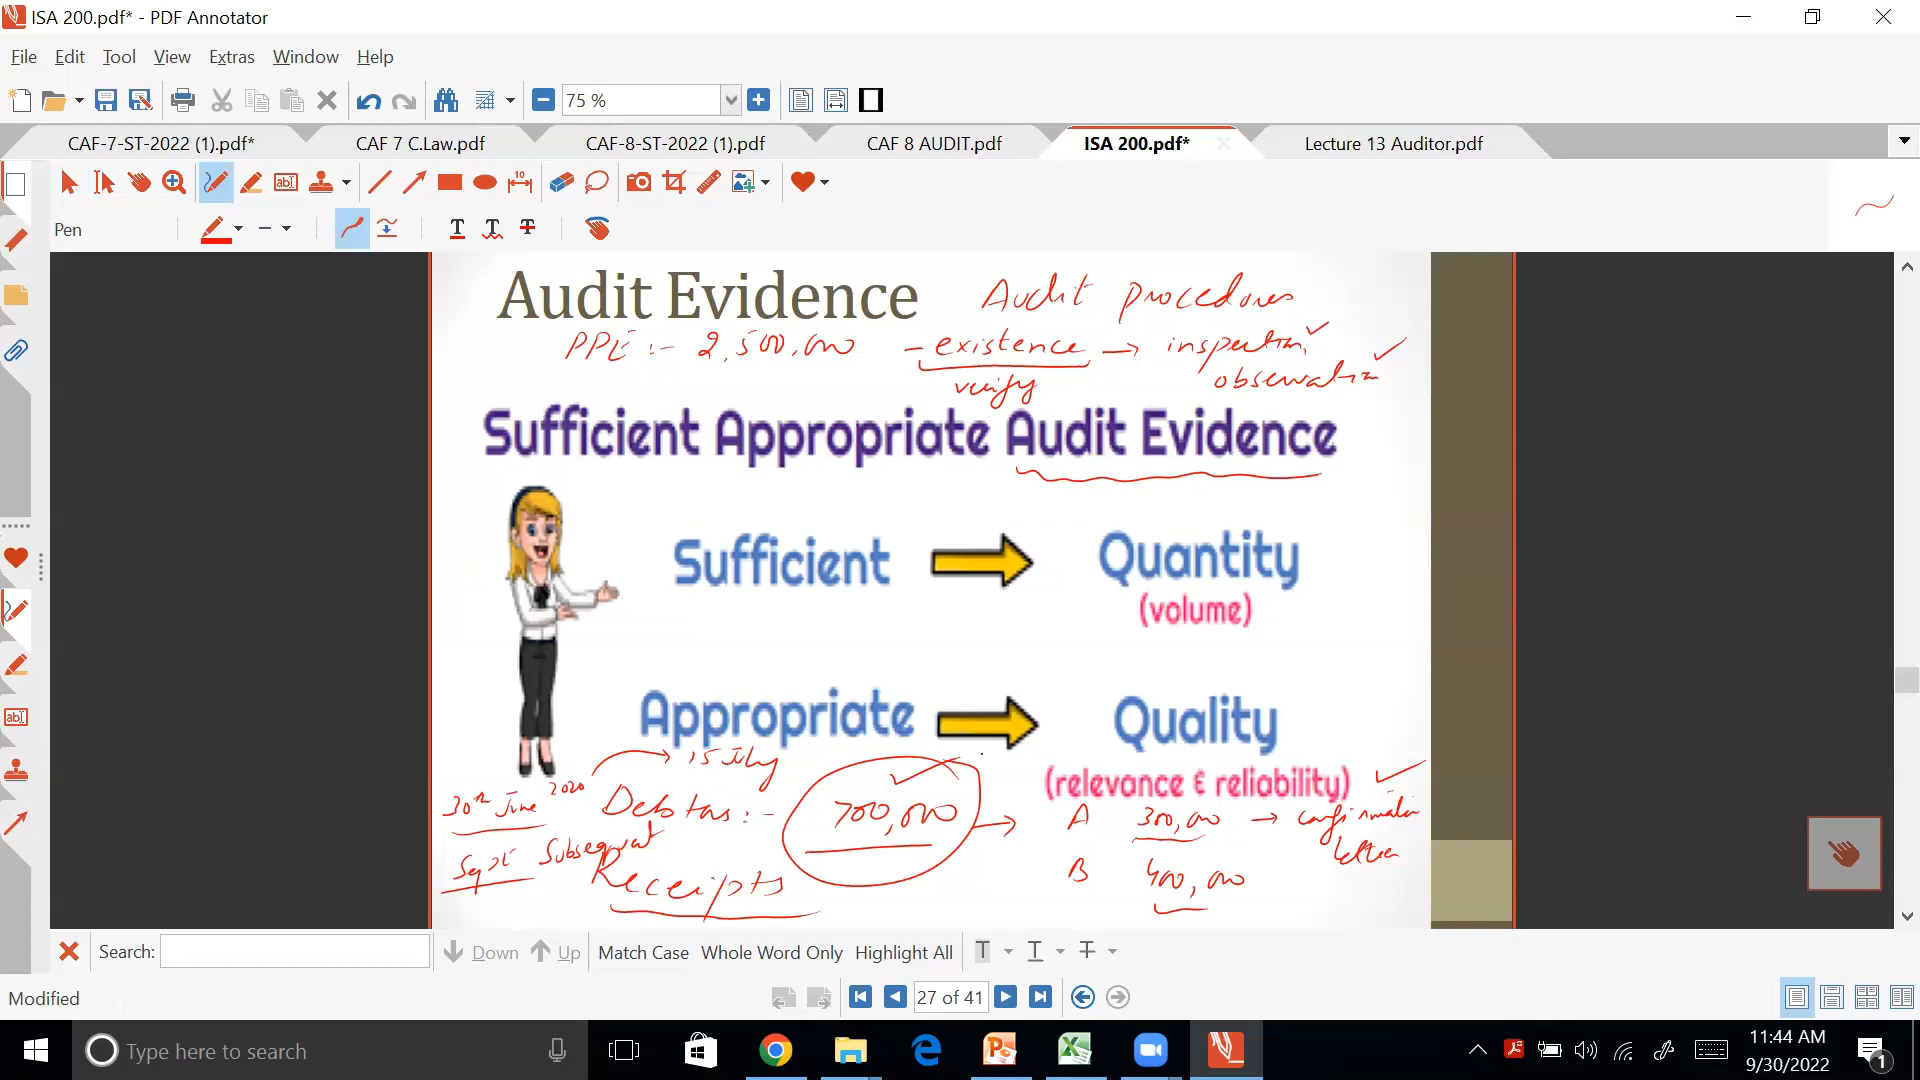 ISA 200.pdf* - PDF Annotator
File Edit Tool View Extras Window Help
75 %
CAF-7-ST-2022 (1).pdf* CAF 7 C.Law.pdf CAF-8-ST-2022 (1).pdf CAF 8 AUDIT.pdf ISA 200.pdf* Lecture 13 Auditor.pdf
Pen
Audit Evidence Audit procedures
PPE :- 2,500,000 - existence → inspection
verify observation
Sufficient Appropriate Audit Evidence
Sufficient Quantity
(volume)
Appropriate Quality
(relevance & reliability)
15 July
30th June 2020 Debtors :- 700,000 → A 300,000 → confirmation letter
Sept Subsequent Receipts B 400,000
Search: Down Up Match Case Whole Word Only Highlight All
Modified 27 of 41
Type here to search
11:44 AM
9/30/2022
1